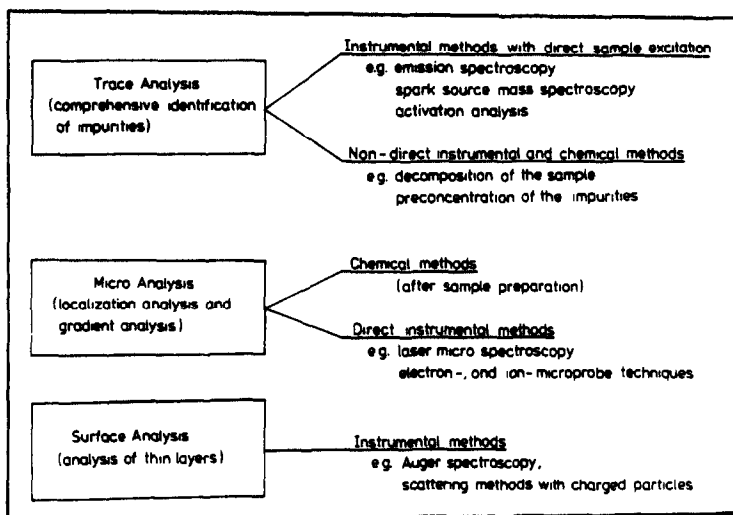 Trace Analysis
(comprehensive identification
of impurities)
Instrumental methods with direct sample excitation
e.g. emission spectroscopy
spark source mass spectroscopy
activation analysis
Non-direct instrumental and chemical methods
e.g. decomposition of the sample
preconcentration of the impurities
Micro Analysis
(localization analysis and
gradient analysis)
Chemical methods
(after sample preparation)
Direct instrumental methods
e.g. laser micro spectroscopy
electron-, and ion-microprobe techniques
Surface Analysis
(analysis of thin layers)
Instrumental methods
e.g. Auger spectroscopy,
scattering methods with charged particles